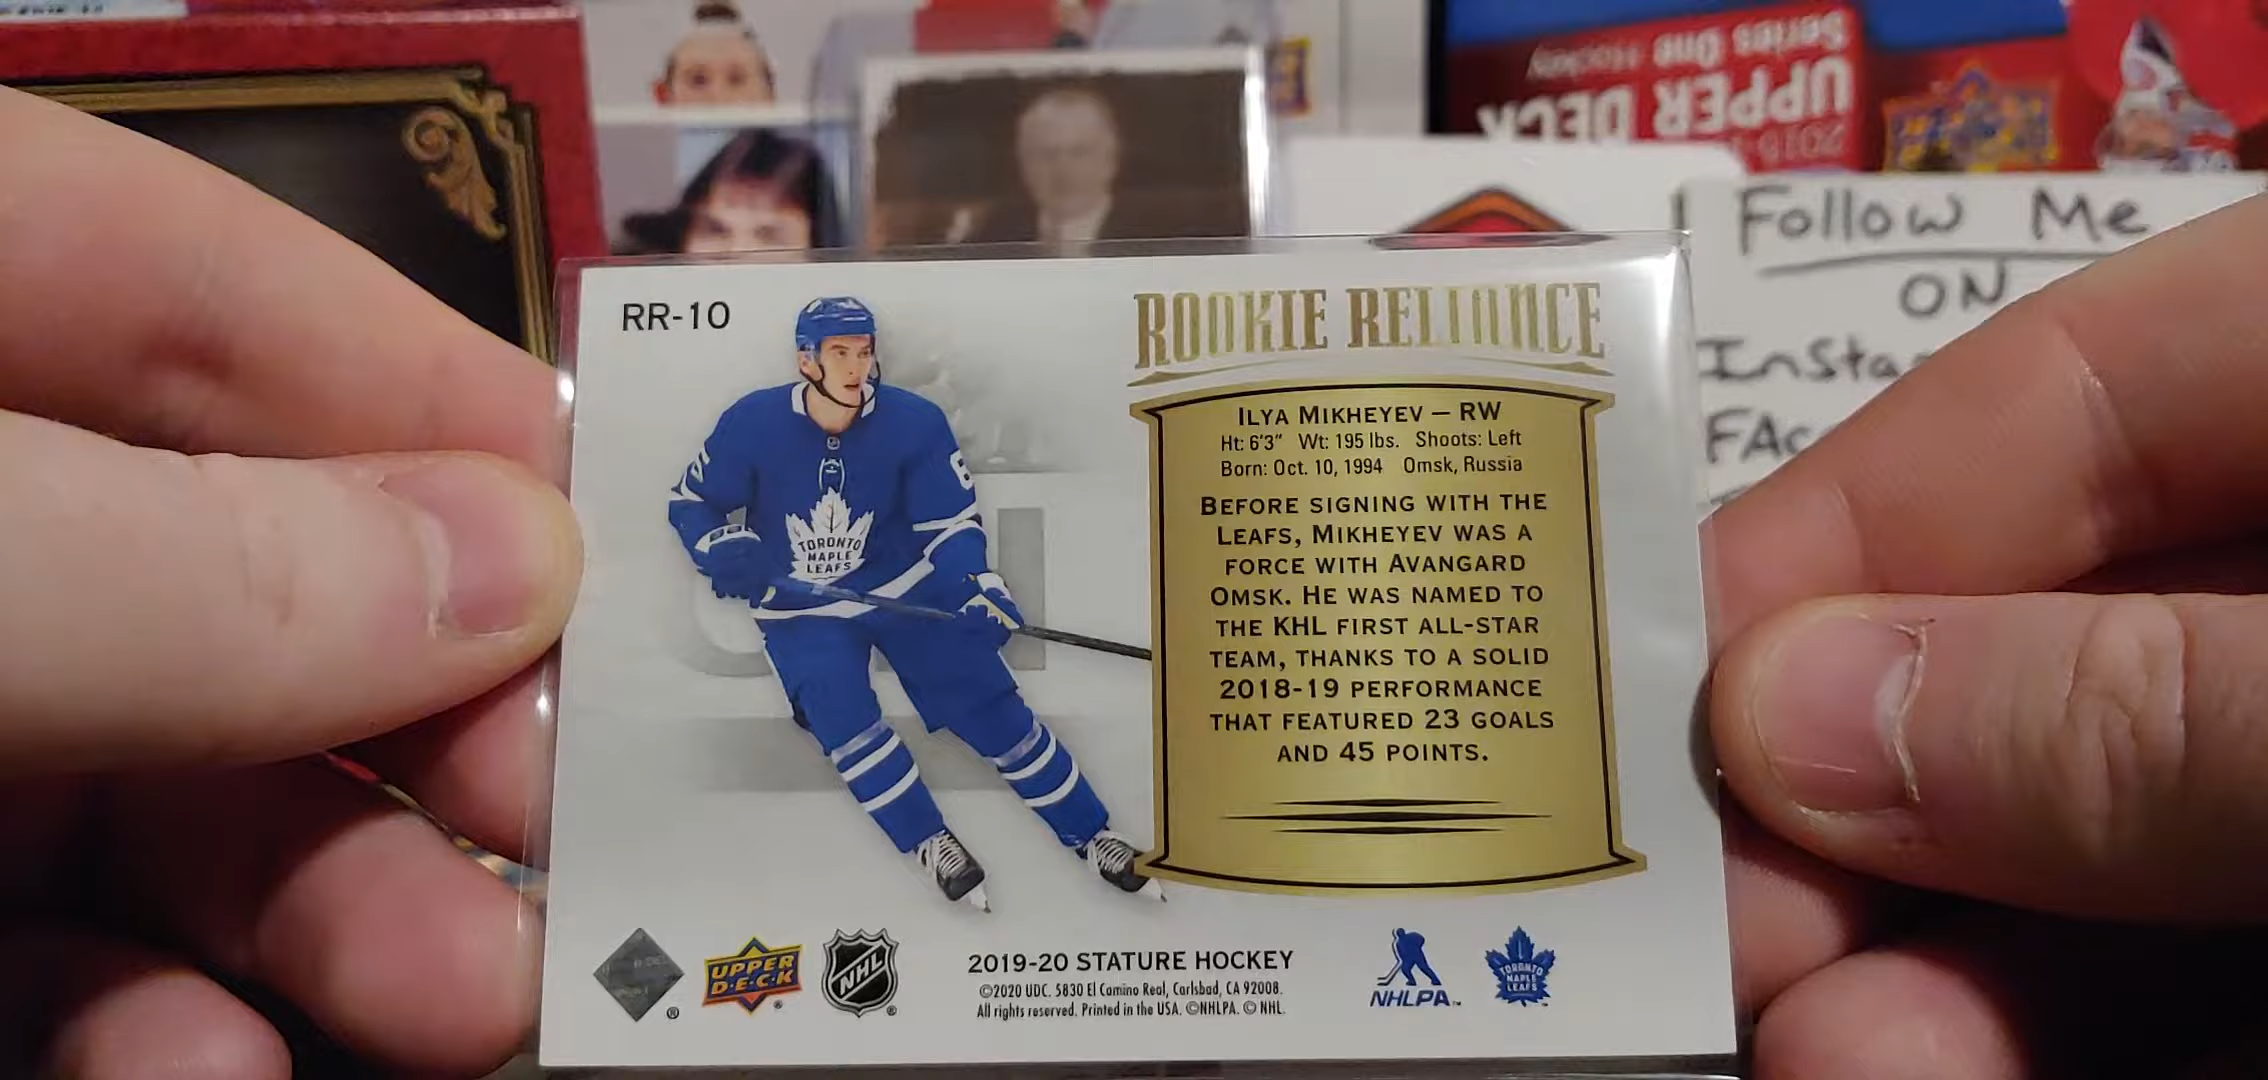 UPPER DECK
Series One Hockey
Follow Me
ON
RR-10
ROOKIE RELIANCE
ILYA MIKHEYEV – RW
Ht: 6'3" Wt: 195 lbs. Shoots: Left
Born: Oct. 10, 1994 Omsk, Russia
BEFORE SIGNING WITH THE
LEAFS, MIKHEYEV WAS A
FORCE WITH AVANGARD
OMSK. HE WAS NAMED TO
THE KHL FIRST ALL-STAR
TEAM, THANKS TO A SOLID
2018-19 PERFORMANCE
THAT FEATURED 23 GOALS
AND 45 POINTS.
TORONTO
MAPLE
LEAFS
UPPER
D·E·C·K
®
NHL
®
2019-20 STATURE HOCKEY
©2020 UDC. 5830 El Camino Real, Carlsbad, CA 92008.
All rights reserved. Printed in the USA. ©NHLPA. © NHL.
NHLPA™
TORONTO
MAPLE
LEAFS